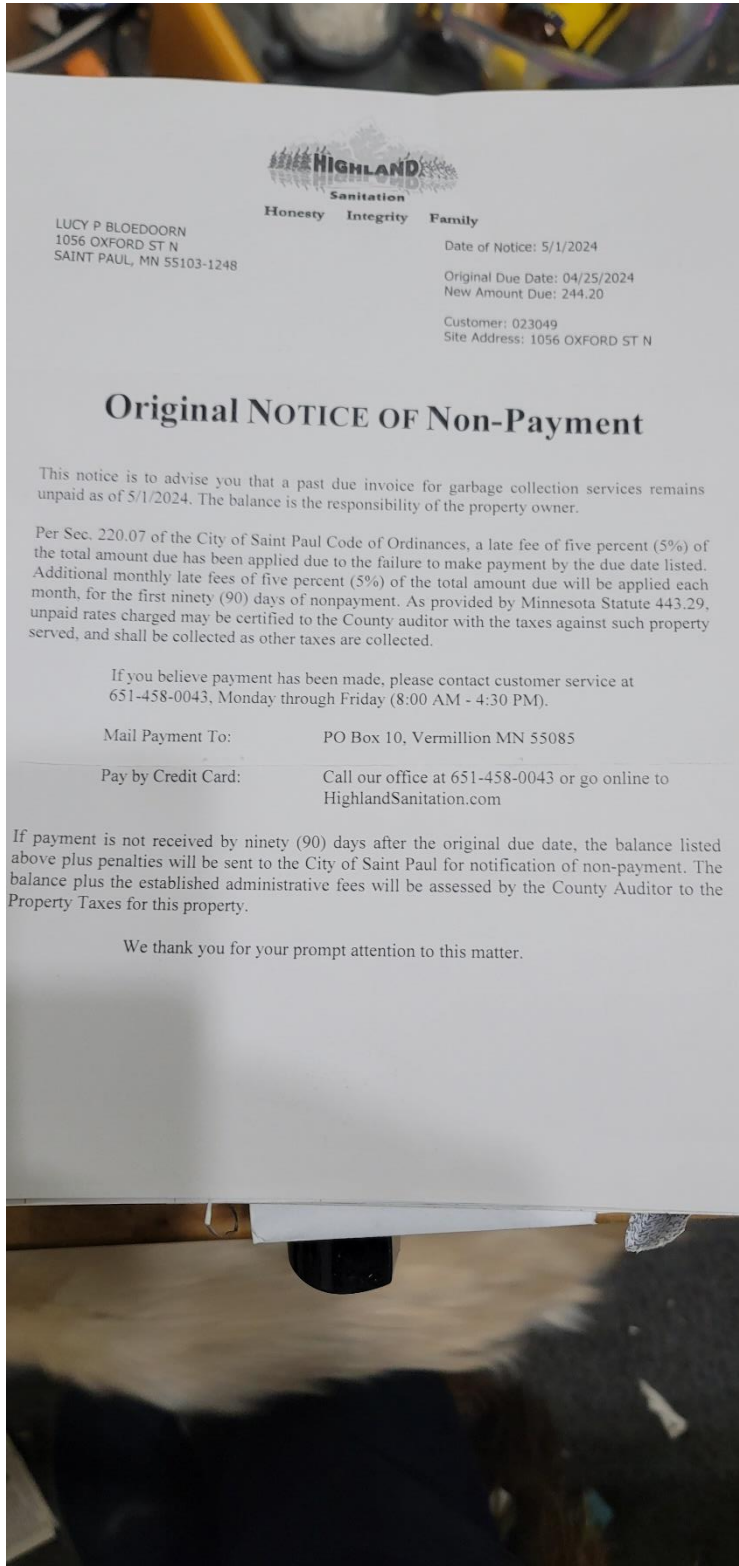 HIGHLAND
Sanitation
Honesty Integrity Family
LUCY P BLOEDOORN
1056 OXFORD ST N
SAINT PAUL, MN 55103-1248
Date of Notice: 5/1/2024
Original Due Date: 04/25/2024
New Amount Due: 244.20
Customer: 023049
Site Address: 1056 OXFORD ST N
Original NOTICE OF Non-Payment
This notice is to advise you that a past due invoice for garbage collection services remains
unpaid as of 5/1/2024. The balance is the responsibility of the property owner.
Per Sec. 220.07 of the City of Saint Paul Code of Ordinances, a late fee of five percent (5%) of
the total amount due has been applied due to the failure to make payment by the due date listed.
Additional monthly late fees of five percent (5%) of the total amount due will be applied each
month, for the first ninety (90) days of nonpayment. As provided by Minnesota Statute 443.29,
unpaid rates charged may be certified to the County auditor with the taxes against such property
served, and shall be collected as other taxes are collected.
If you believe payment has been made, please contact customer service at
651-458-0043, Monday through Friday (8:00 AM - 4:30 PM).
Mail Payment To: PO Box 10, Vermillion MN 55085
Pay by Credit Card: Call our office at 651-458-0043 or go online to
HighlandSanitation.com
If payment is not received by ninety (90) days after the original due date, the balance listed
above plus penalties will be sent to the City of Saint Paul for notification of non-payment. The
balance plus the established administrative fees will be assessed by the County Auditor to the
Property Taxes for this property.
We thank you for your prompt attention to this matter.